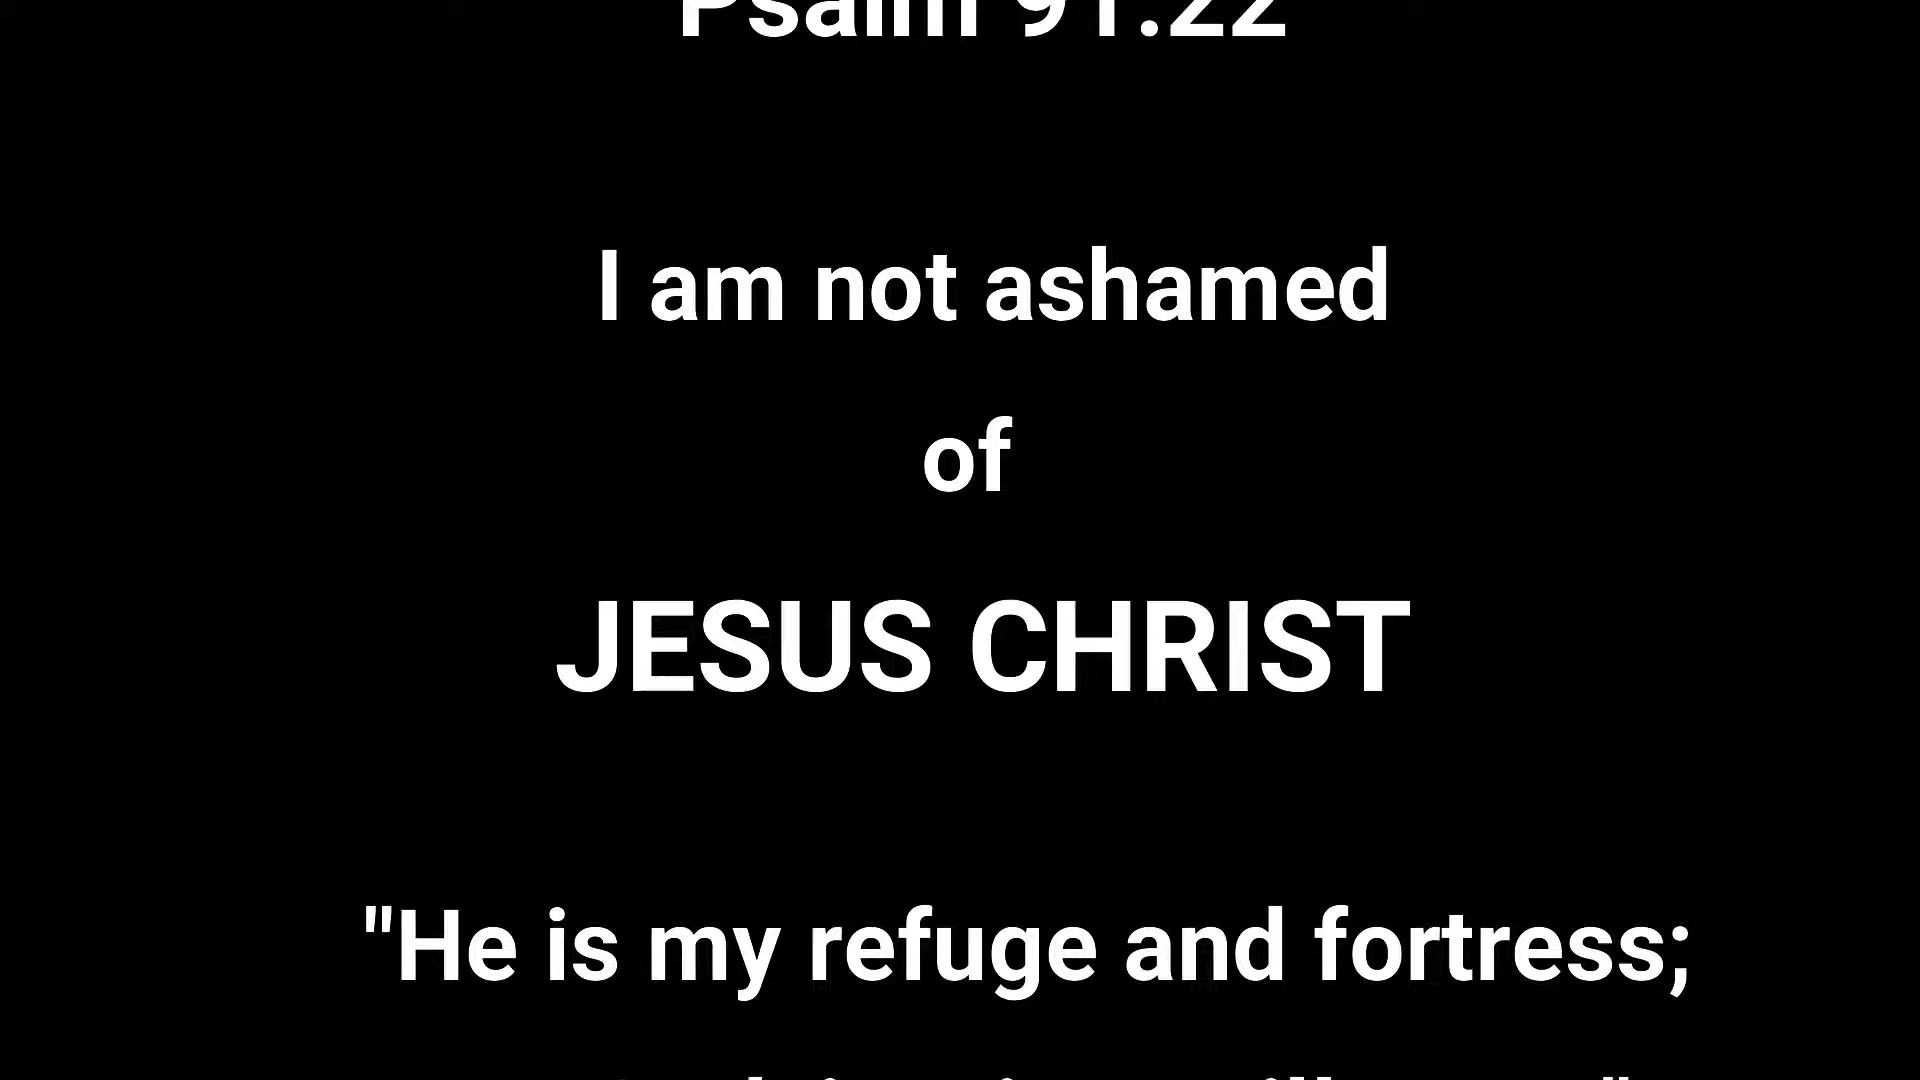 Psalm 91:22
I am not ashamed
of
JESUS CHRIST
"He is my refuge and fortress;